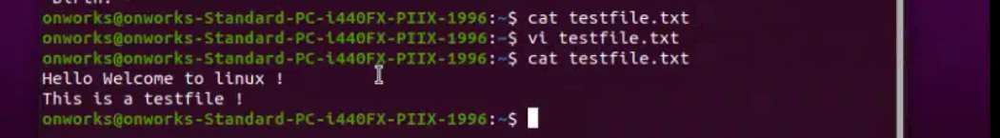 onworks@onworks-Standard-PC-i440FX-PIIX-1996:~$ cat testfile.txt
onworks@onworks-Standard-PC-i440FX-PIIX-1996:~$ vi testfile.txt
onworks@onworks-Standard-PC-i440FX-PIIX-1996:~$ cat testfile.txt
Hello Welcome to linux !
This is a testfile !
onworks@onworks-Standard-PC-i440FX-PIIX-1996:~$